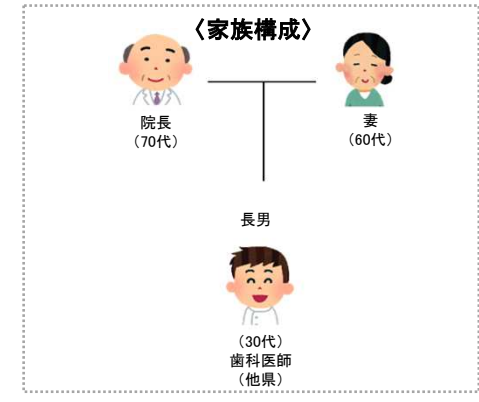 〈家族構成〉
院長
（70代）
妻
（60代）
長男
（30代）
歯科医師
（他県）